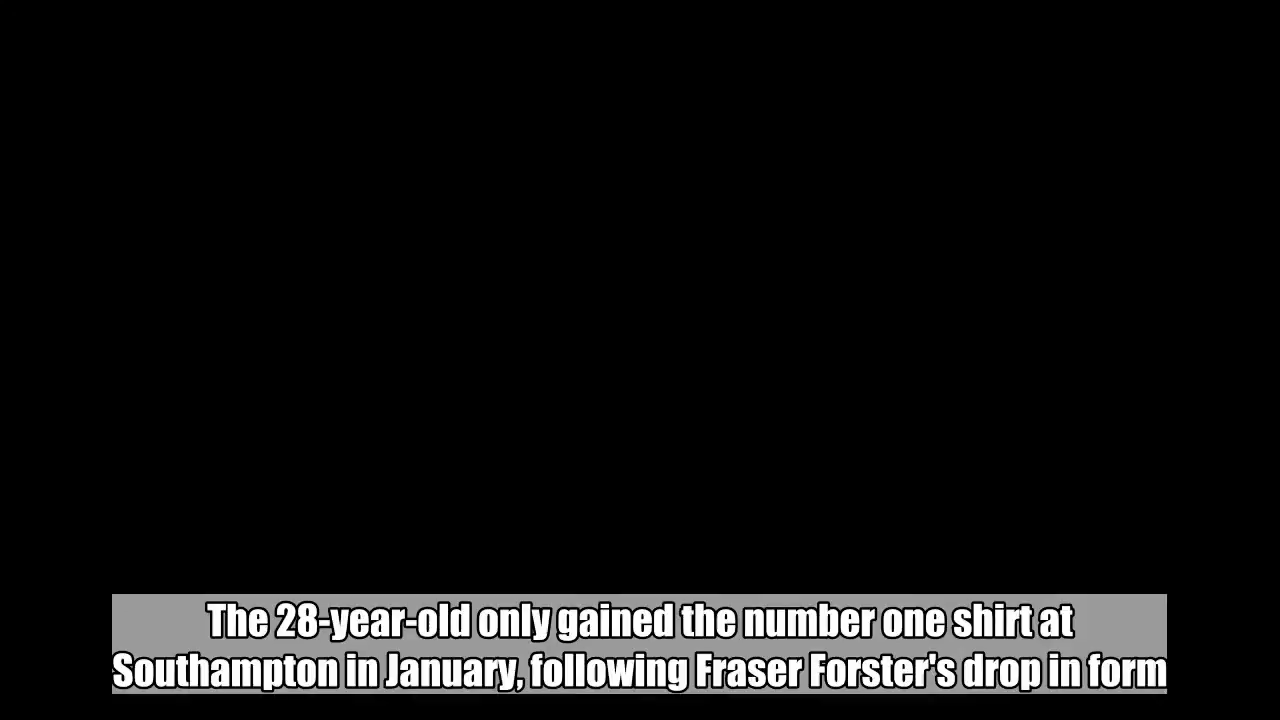 The 28-year-old only gained the number one shirt at
Southampton in January, following Fraser Forster's drop in form